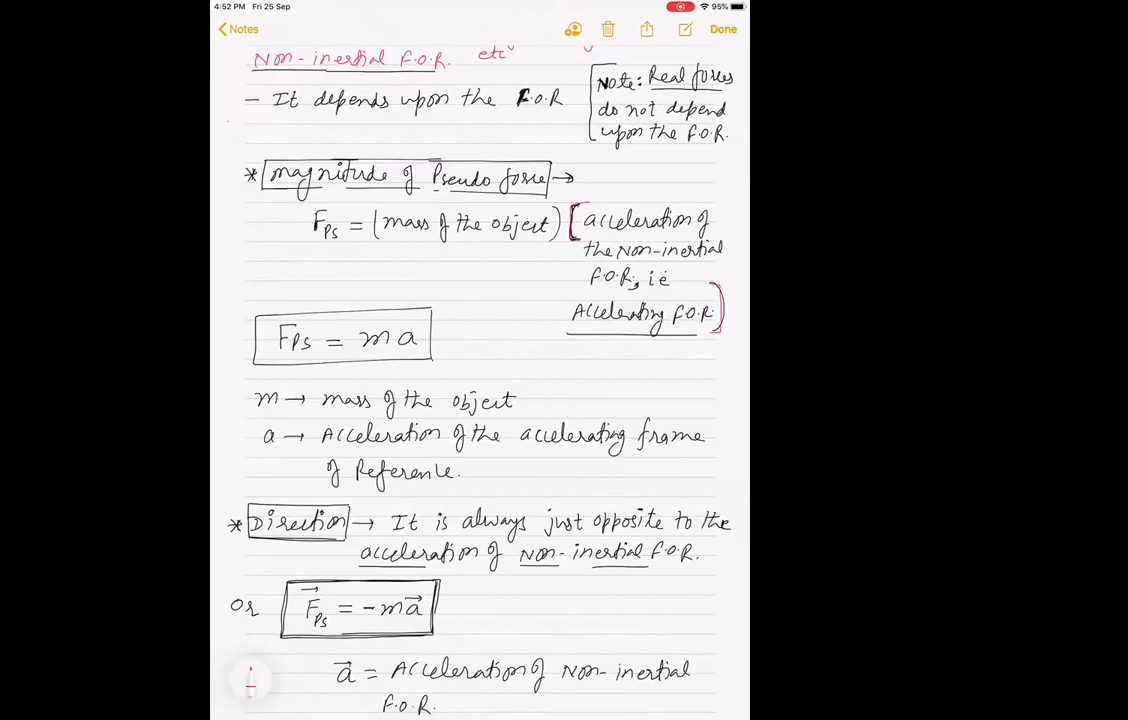 4:52 PM Fri 25 Sep
95%
Notes
Done
Non-inertial F.O.R. etc
- It depends upon the F.O.R
Note: Real forces
do not depend
upon the F.O.R.
* Magnitude of Pseudo force →
F_Ps = (mass of the object) [acceleration of
the Non-inertial
F.O.R., i.e
Accelerating F.O.R.]
F_Ps = ma
m → mass of the object
a → Acceleration of the accelerating frame
of Reference.
* Direction → It is always just opposite to the
acceleration of Non-inertial F.O.R.
Or F⃗_Ps = -ma⃗
a⃗ = Acceleration of Non-inertial
F.O.R.